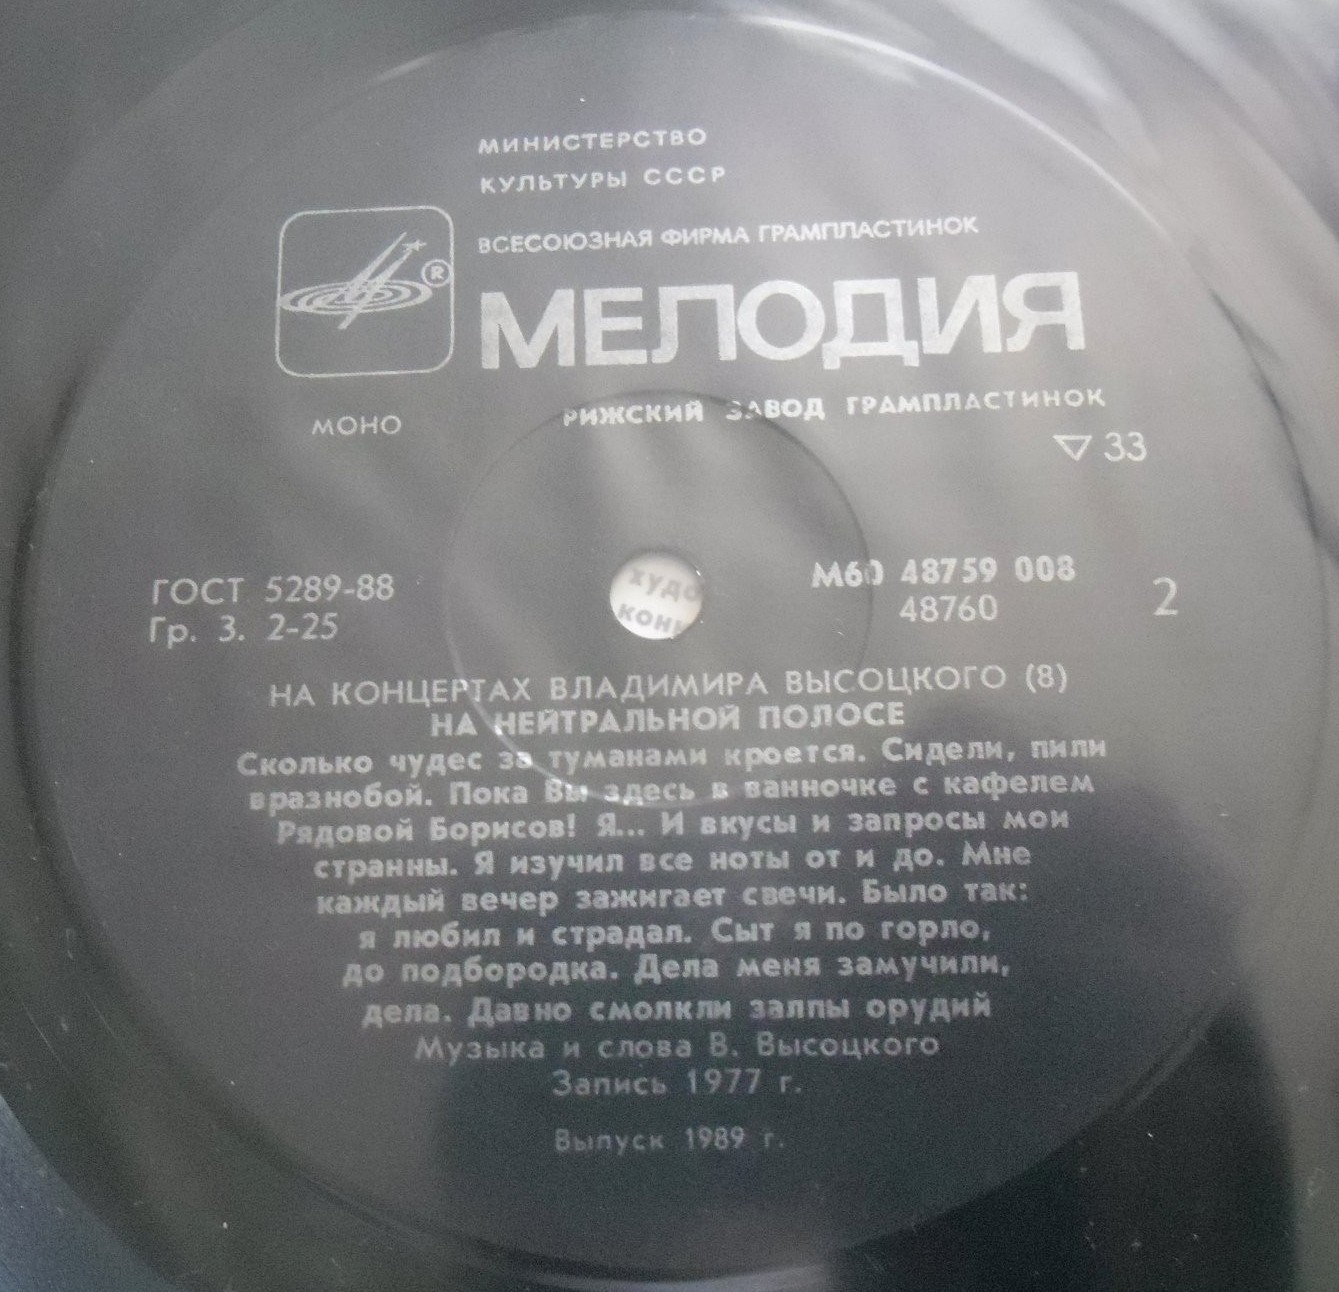 МИНИСТЕРСТВО
КУЛЬТУРЫ СССР
ВСЕСОЮЗНАЯ ФИРМА ГРАМПЛАСТИНОК
®
МЕЛОДИЯ
МОНО
РИЖСКИЙ ЗАВОД ГРАМПЛАСТИНОК
▽ 33
ГОСТ 5289-88
Гр. 3. 2-25
М60 48759 008
48760
2
худо
конц
НА КОНЦЕРТАХ ВЛАДИМИРА ВЫСОЦКОГО (8)
НА НЕЙТРАЛЬНОЙ ПОЛОСЕ
Сколько чудес за туманами кроется. Сидели, пили
вразнобой. Пока Вы здесь в ванночке с кафелем
Рядовой Борисов! Я... И вкусы и запросы мои
странны. Я изучил все ноты от и до. Мне
каждый вечер зажигает свечи. Было так:
я любил и страдал. Сыт я по горло,
до подбородка. Дела меня замучили,
дела. Давно смолкли залпы орудий
Музыка и слова В. Высоцкого
Запись 1977 г.
Выпуск 1989 г.